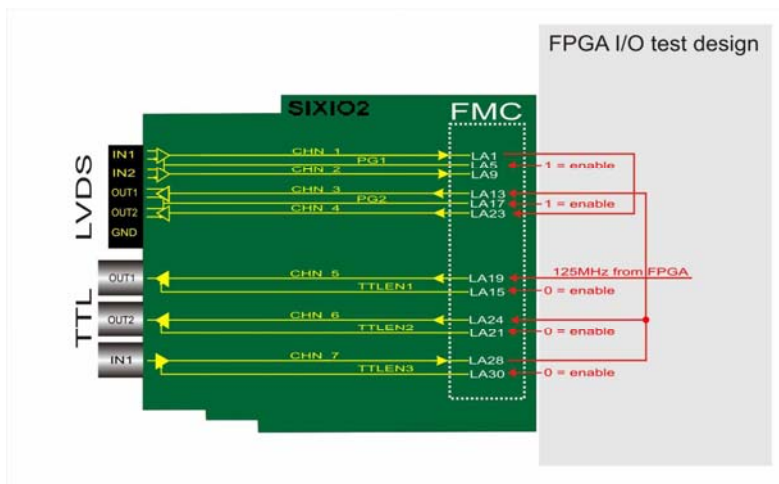 FPGA I/O test design
SIXIO2
FMC
LVDS
IN1
CHN 1
LA1
PG1
LA5
1 = enable
IN2
CHN 2
LA9
OUT1
CHN 3
LA13
PG2
LA17
1 = enable
OUT2
CHN 4
LA23
GND
TTL
OUT1
CHN 5
LA19
125MHz from FPGA
TTLEN1
LA15
0 = enable
OUT2
CHN 6
LA24
TTLEN2
LA21
0 = enable
IN1
CHN 7
LA28
TTLEN3
LA30
0 = enable